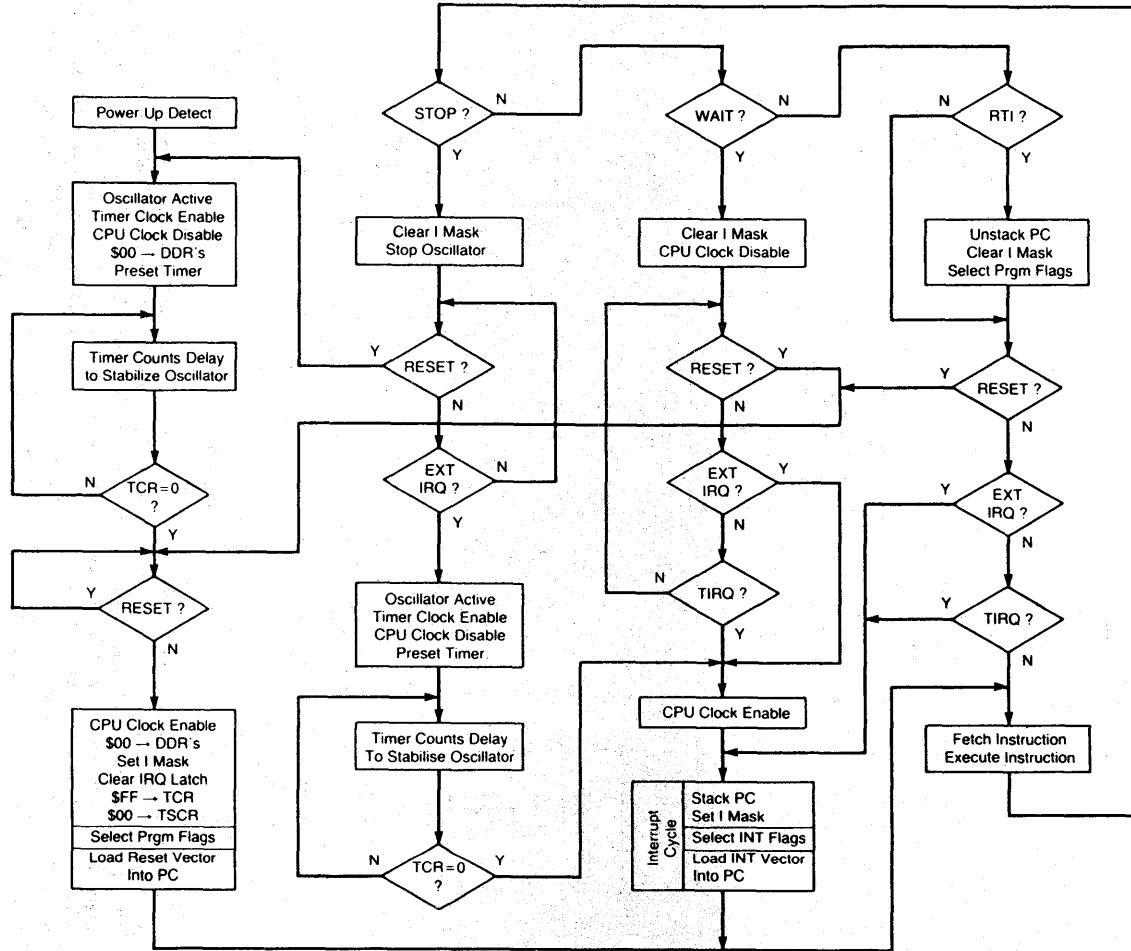 Power Up Detect
Oscillator Active
Timer Clock Enable
CPU Clock Disable
$00 → DDR's
Preset Timer
Timer Counts Delay
to Stabilize Oscillator
N
TCR=0
?
Y
Y
RESET ?
N
CPU Clock Enable
$00 → DDR's
Set I Mask
Clear IRQ Latch
$FF → TCR
$00 → TSCR
Select Prgm Flags
Load Reset Vector
Into PC
STOP ?
N
Y
Clear I Mask
Stop Oscillator
Y
RESET ?
N
EXT
IRQ ?
N
Y
Oscillator Active
Timer Clock Enable
CPU Clock Disable
Preset Timer
Timer Counts Delay
To Stabilise Oscillator
N
TCR=0
?
Y
WAIT ?
N
Y
Clear I Mask
CPU Clock Disable
RESET ?
Y
N
EXT
IRQ ?
Y
N
N
TIRQ ?
Y
CPU Clock Enable
Interrupt
Cycle
Stack PC
Set I Mask
Select INT Flags
Load INT Vector
Into PC
N
RTI ?
Y
Unstack PC
Clear I Mask
Select Prgm Flags
Y
RESET ?
N
Y
EXT
IRQ ?
N
Y
TIRQ ?
N
Fetch Instruction
Execute Instruction